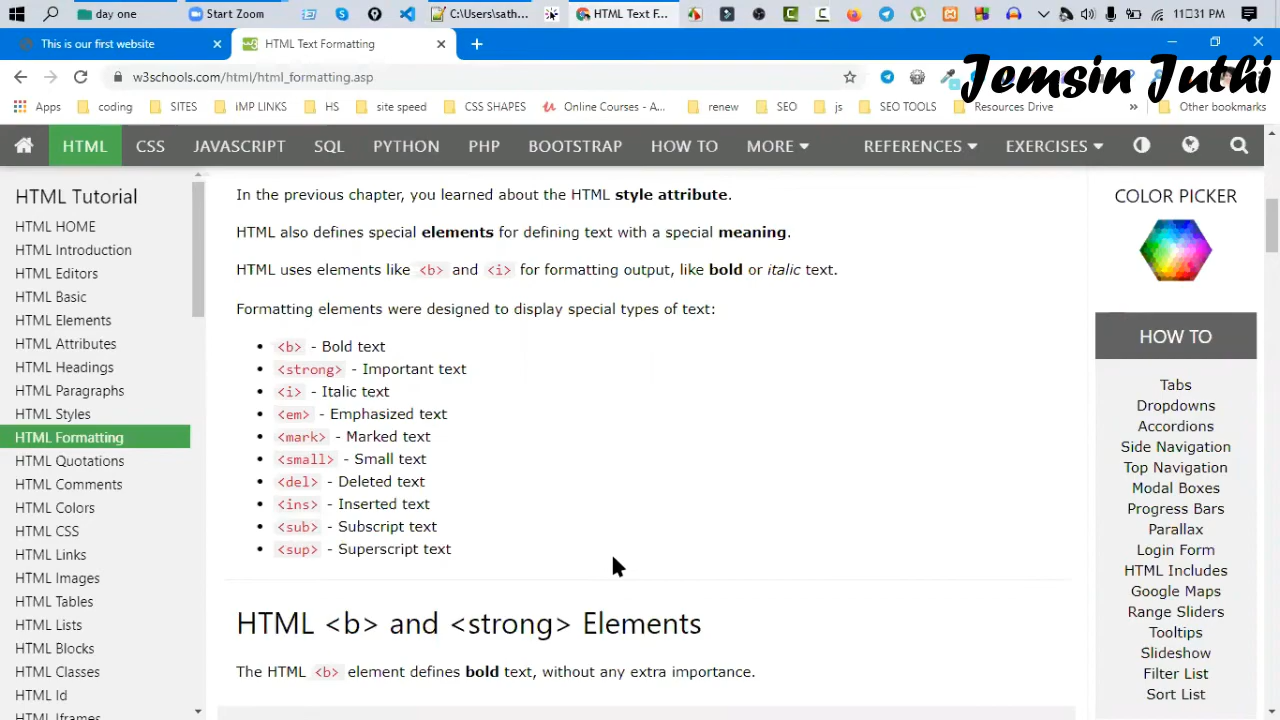 day one
Start Zoom
C:\Users\sath...
HTML Text F...
11:31 PM
This is our first website
HTML Text Formatting
w3schools.com/html/html_formatting.asp
Jemsin Juthi
Apps
coding
SITES
IMP LINKS
HS
site speed
CSS SHAPES
Online Courses - A...
renew
SEO
js
SEO TOOLS
Resources Drive
»
Other bookmarks
HTML
CSS
JAVASCRIPT
SQL
PYTHON
PHP
BOOTSTRAP
HOW TO
MORE
REFERENCES
EXERCISES
HTML Tutorial
HTML HOME
HTML Introduction
HTML Editors
HTML Basic
HTML Elements
HTML Attributes
HTML Headings
HTML Paragraphs
HTML Styles
HTML Formatting
HTML Quotations
HTML Comments
HTML Colors
HTML CSS
HTML Links
HTML Images
HTML Tables
HTML Lists
HTML Blocks
HTML Classes
HTML Id
HTML Iframes
In the previous chapter, you learned about the HTML style attribute.
HTML also defines special elements for defining text with a special meaning.
HTML uses elements like <b> and <i> for formatting output, like bold or italic text.
Formatting elements were designed to display special types of text:
• <b> - Bold text
• <strong> - Important text
• <i> - Italic text
• <em> - Emphasized text
• <mark> - Marked text
• <small> - Small text
• <del> - Deleted text
• <ins> - Inserted text
• <sub> - Subscript text
• <sup> - Superscript text
HTML <b> and <strong> Elements
The HTML <b> element defines bold text, without any extra importance.
COLOR PICKER
HOW TO
Tabs
Dropdowns
Accordions
Side Navigation
Top Navigation
Modal Boxes
Progress Bars
Parallax
Login Form
HTML Includes
Google Maps
Range Sliders
Tooltips
Slideshow
Filter List
Sort List